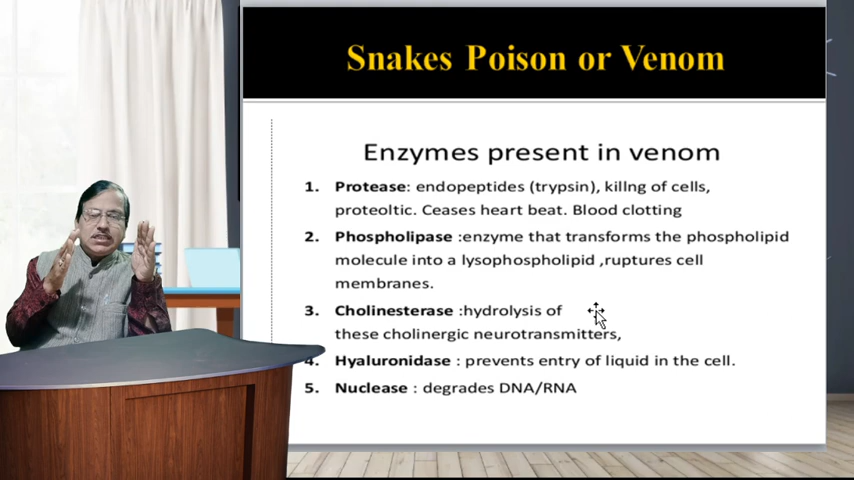 Snakes Poison or Venom
Enzymes present in venom
1. Protease: endopeptides (trypsin), killng of cells,
proteoltic. Ceases heart beat. Blood clotting
2. Phospholipase :enzyme that transforms the phospholipid
molecule into a lysophospholipid ,ruptures cell
membranes.
3. Cholinesterase :hydrolysis of
these cholinergic neurotransmitters,
4. Hyaluronidase : prevents entry of liquid in the cell.
5. Nuclease : degrades DNA/RNA